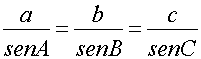 a/senA = b/senB = c/senC